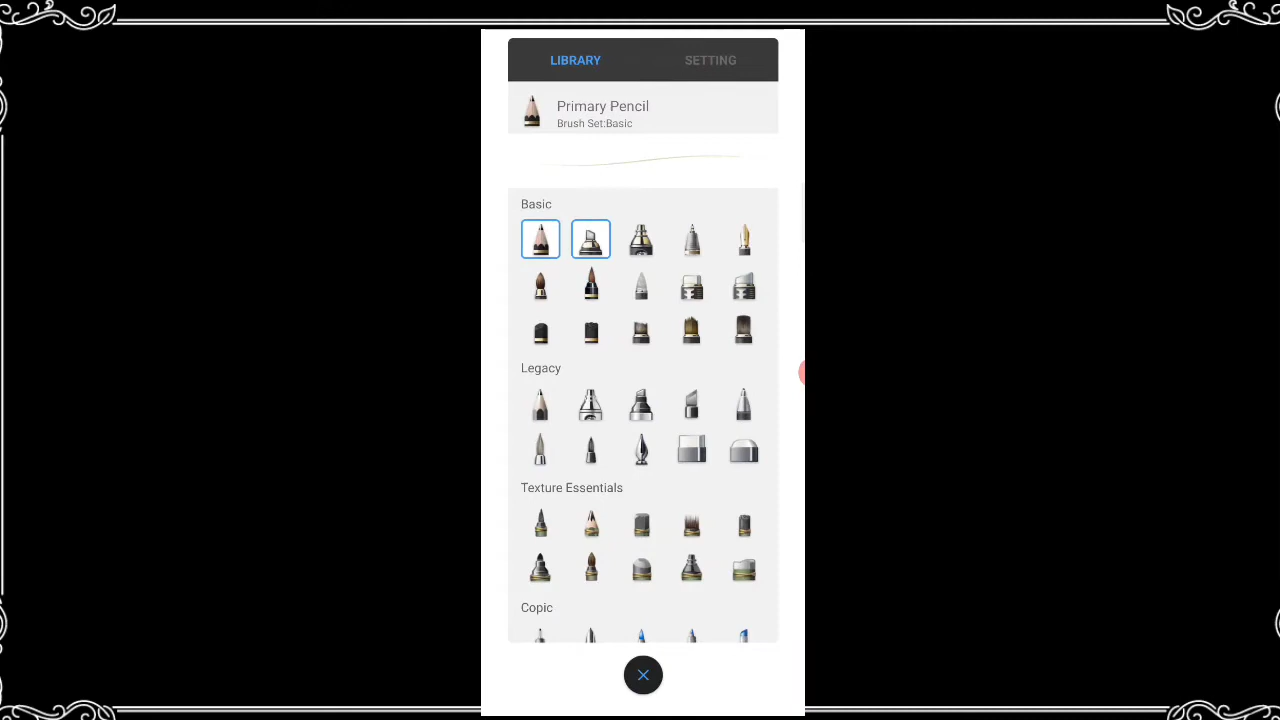 LIBRARY SETTING
Primary Pencil
Brush Set:Basic
Basic
Legacy
Texture Essentials
Copic